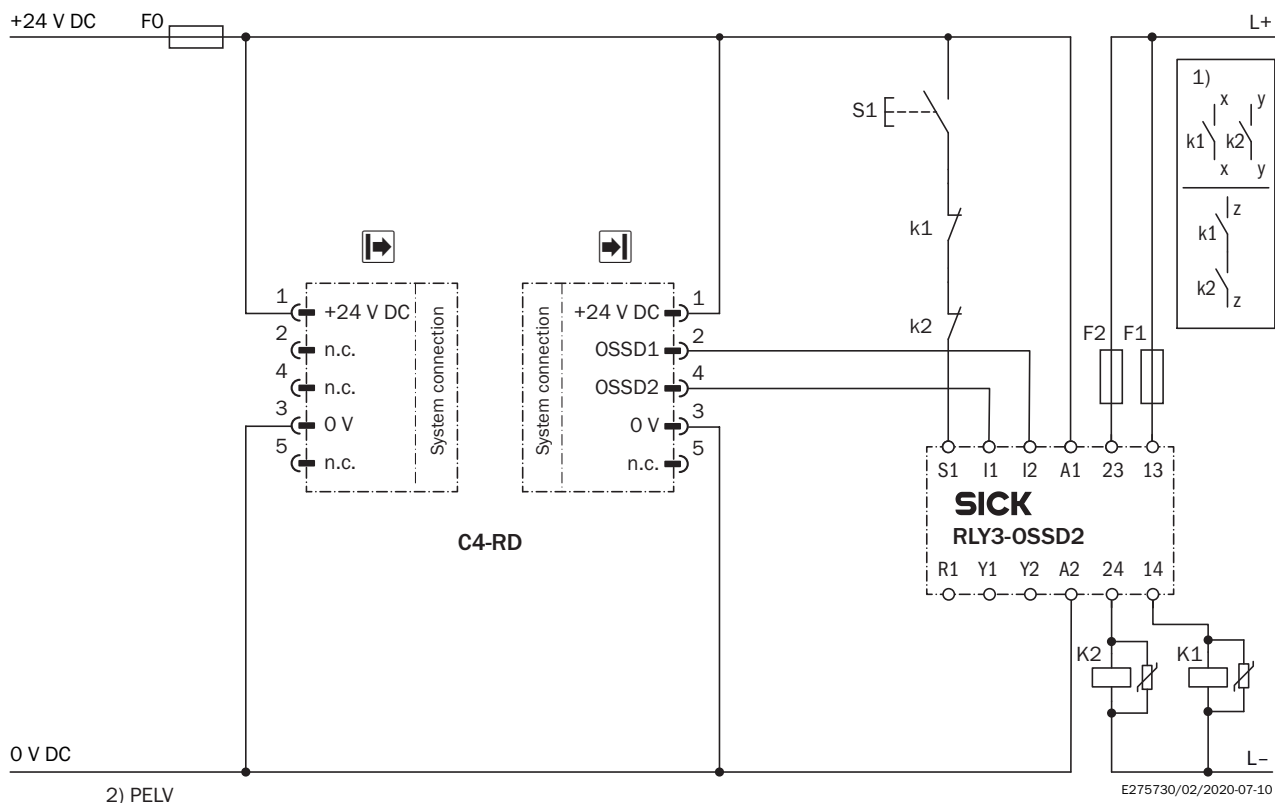 +24 V DC F0 L+
1)
x y
k1 k2
x y
z
k1
k2
z
S1
k1
k2
F2 F1
1 +24 V DC
2 n.c.
4 n.c.
3 0 V
5 n.c.
System connection
System connection
+24 V DC 1
OSSD1 2
OSSD2 4
0 V 3
n.c. 5
C4-RD
S1 I1 I2 A1 23 13
SICK
RLY3-OSSD2
R1 Y1 Y2 A2 24 14
K2 K1
0 V DC L–
2) PELV
E275730/02/2020-07-10